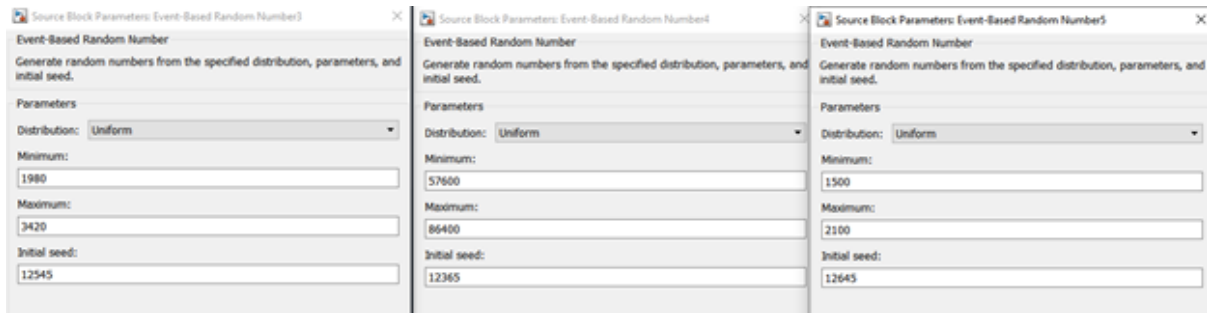 Source Block Parameters: Event-Based Random Number3
Event-Based Random Number
Generate random numbers from the specified distribution, parameters, and
initial seed.
Parameters
Distribution: Uniform
Minimum:
1980
Maximum:
3420
Initial seed:
12545
Source Block Parameters: Event-Based Random Number4
Event-Based Random Number
Generate random numbers from the specified distribution, parameters, and
initial seed.
Parameters
Distribution: Uniform
Minimum:
57600
Maximum:
86400
Initial seed:
12365
Source Block Parameters: Event-Based Random Number5
Event-Based Random Number
Generate random numbers from the specified distribution, parameters, and
initial seed.
Parameters
Distribution: Uniform
Minimum:
1500
Maximum:
2100
Initial seed:
12645